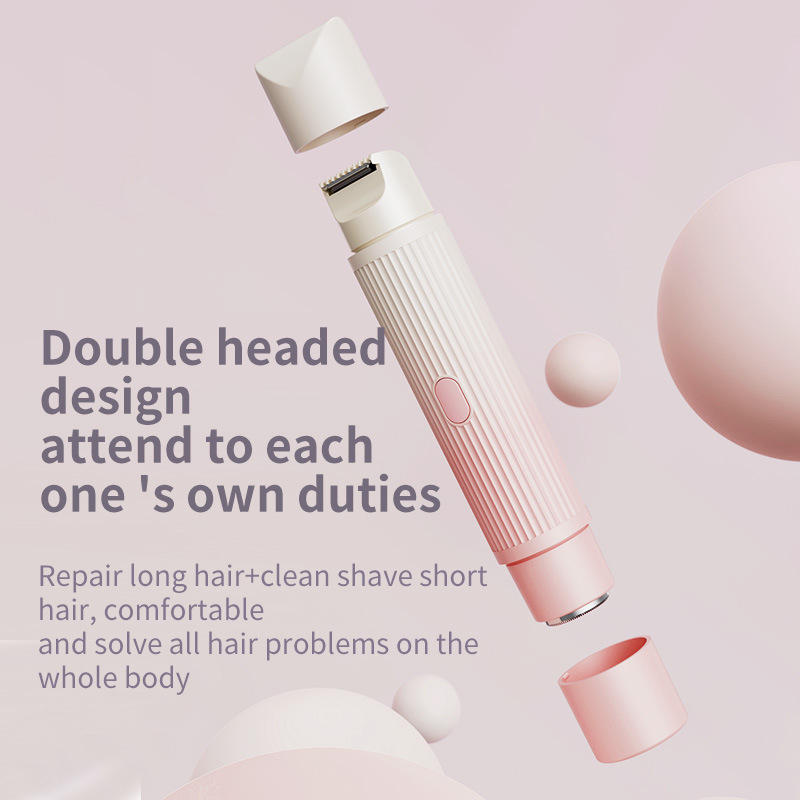 Double headed
design
attend to each
one 's own duties
Repair long hair+clean shave short
hair, comfortable
and solve all hair problems on the
whole body